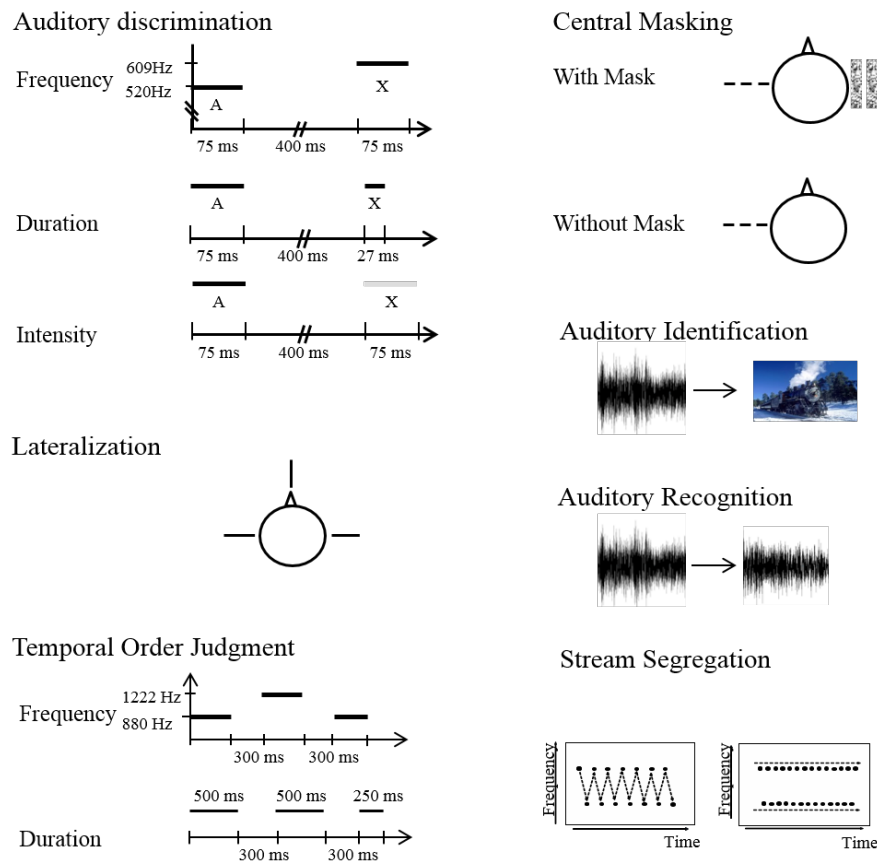 Auditory discrimination
Frequency
609Hz
520Hz
A
X
75 ms 400 ms 75 ms
Duration
A
X
75 ms 400 ms 27 ms
Intensity
A
X
75 ms 400 ms 75 ms
Lateralization
Temporal Order Judgment
Frequency
1222 Hz
880 Hz
300 ms 300 ms
Duration
500 ms 500 ms 250 ms
300 ms 300 ms
Central Masking
With Mask
Without Mask
Auditory Identification
Auditory Recognition
Stream Segregation
Frequency
Time
Frequency
Time